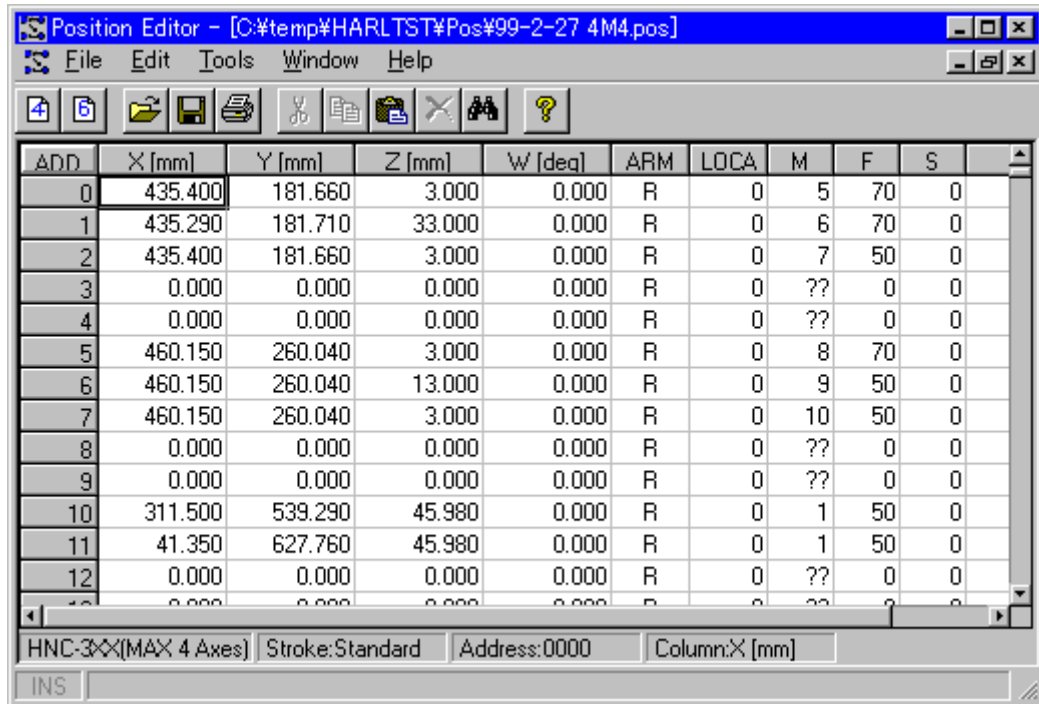 Position Editor - [C:¥temp¥HARLTST¥Pos¥99-2-27 4M4.pos]
File Edit Tools Window Help
4 6 ?
ADD X [mm] Y [mm] Z [mm] W [deg] ARM LOCA M F S
0 435.400 181.660 3.000 0.000 R 0 5 70 0
1 435.290 181.710 33.000 0.000 R 0 6 70 0
2 435.400 181.660 3.000 0.000 R 0 7 50 0
3 0.000 0.000 0.000 0.000 R 0 ?? 0 0
4 0.000 0.000 0.000 0.000 R 0 ?? 0 0
5 460.150 260.040 3.000 0.000 R 0 8 70 0
6 460.150 260.040 13.000 0.000 R 0 9 50 0
7 460.150 260.040 3.000 0.000 R 0 10 50 0
8 0.000 0.000 0.000 0.000 R 0 ?? 0 0
9 0.000 0.000 0.000 0.000 R 0 ?? 0 0
10 311.500 539.290 45.980 0.000 R 0 1 50 0
11 41.350 627.760 45.980 0.000 R 0 1 50 0
12 0.000 0.000 0.000 0.000 R 0 ?? 0 0
HNC-3XX(MAX 4 Axes) Stroke:Standard Address:0000 Column:X [mm]
INS